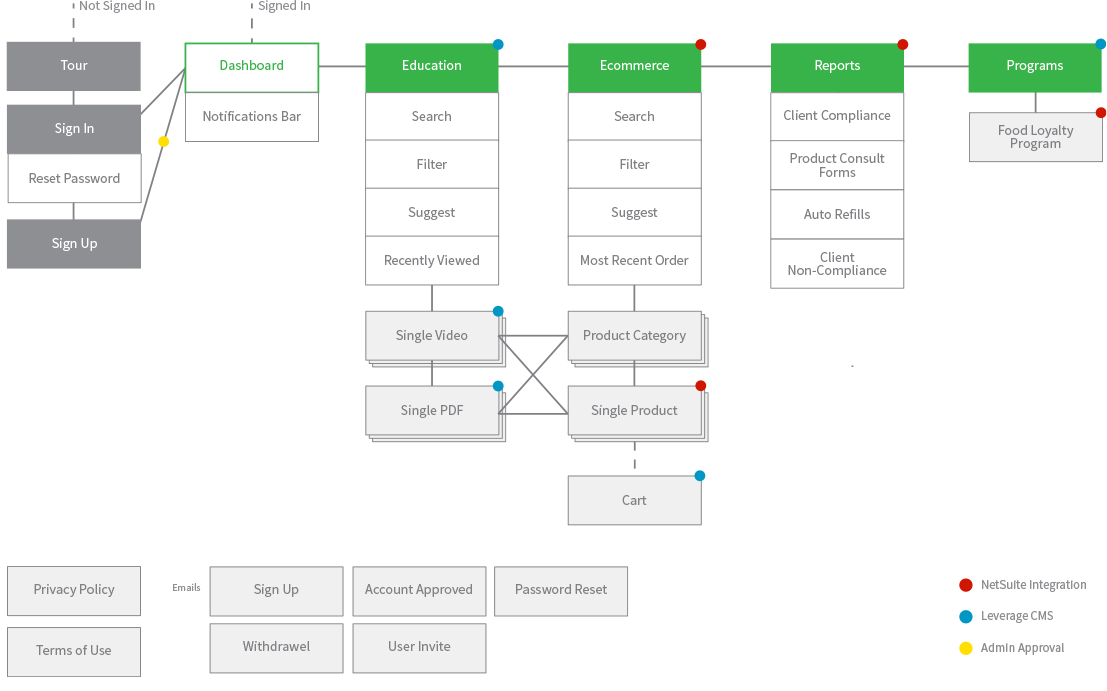 Not Signed In
Signed In
Tour
Dashboard
Education
Ecommerce
Reports
Programs
Sign In
Reset Password
Sign Up
Notifications Bar
Search
Filter
Suggest
Recently Viewed
Search
Filter
Suggest
Most Recent Order
Client Compliance
Product Consult
Forms
Auto Refills
Client
Non-Compliance
Food Loyalty
Program
Single Video
Product Category
Single PDF
Single Product
Cart
Privacy Policy
Terms of Use
Emails
Sign Up
Account Approved
Password Reset
Withdrawel
User Invite
NetSuite Integration
Leverage CMS
Admin Approval